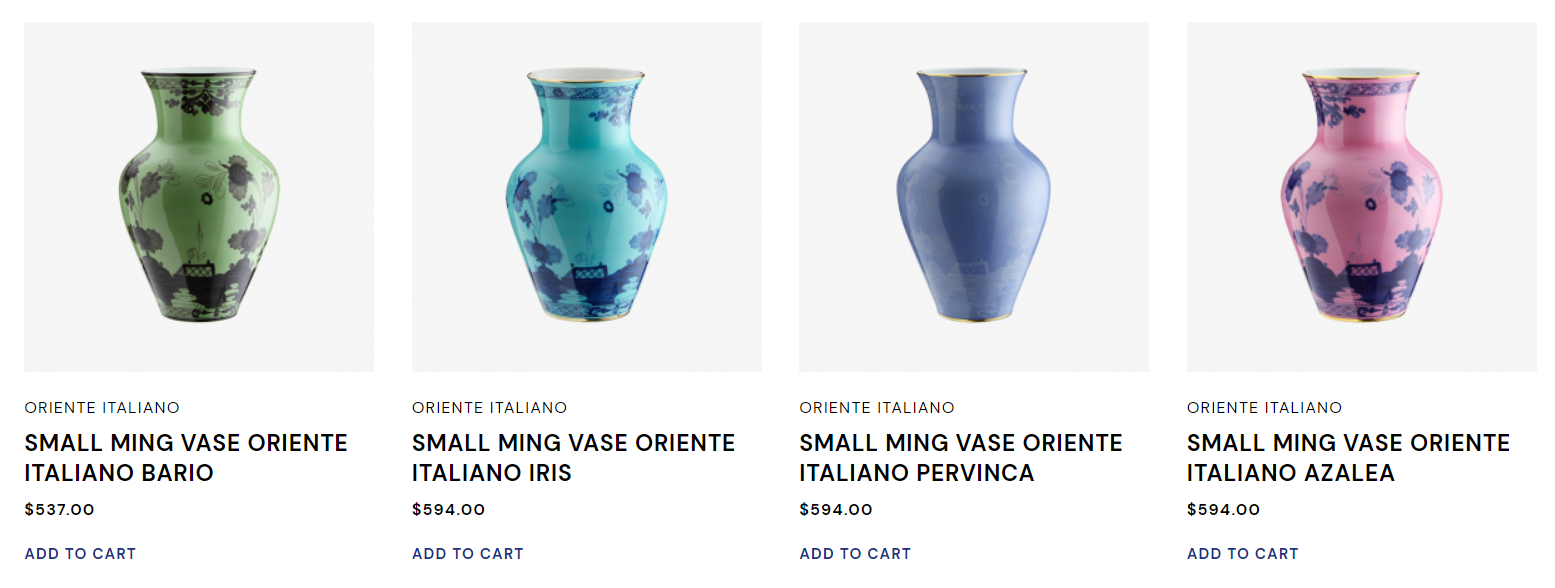 ORIENTE ITALIANO
SMALL MING VASE ORIENTE
ITALIANO BARIO
$537.00
ADD TO CART
ORIENTE ITALIANO
SMALL MING VASE ORIENTE
ITALIANO IRIS
$594.00
ADD TO CART
ORIENTE ITALIANO
SMALL MING VASE ORIENTE
ITALIANO PERVINCA
$594.00
ADD TO CART
ORIENTE ITALIANO
SMALL MING VASE ORIENTE
ITALIANO AZALEA
$594.00
ADD TO CART